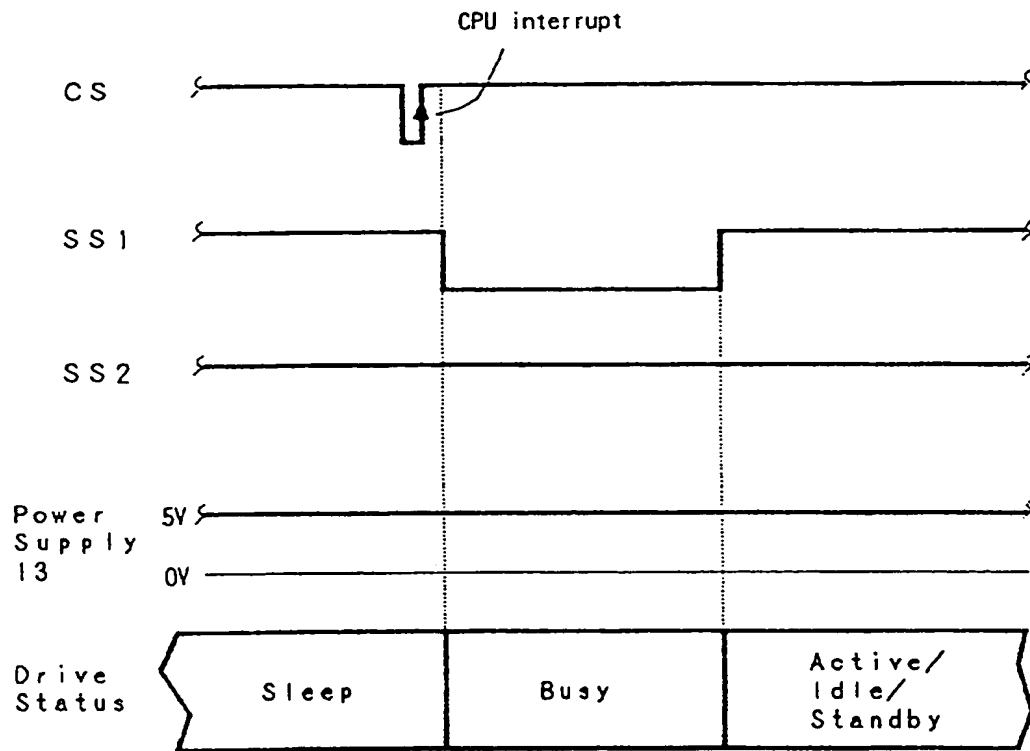 CPU interrupt
CS
SS1
SS2
Power
Supply
13
5V
0V
Drive
Status
Sleep
Busy
Active/
Idle/
Standby